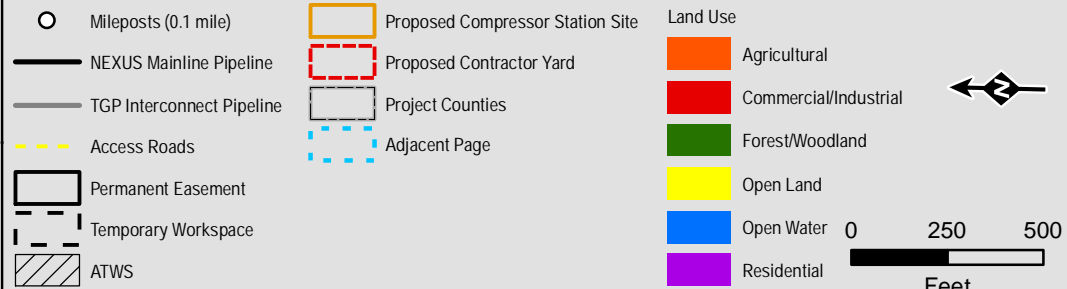 Mileposts (0.1 mile)
NEXUS Mainline Pipeline
TGP Interconnect Pipeline
Access Roads
Permanent Easement
Temporary Workspace
ATWS
Proposed Compressor Station Site
Proposed Contractor Yard
Project Counties
Adjacent Page
Land Use
Agricultural
Commercial/Industrial
Forest/Woodland
Open Land
Open Water
Residential
N
0 250 500
Feet